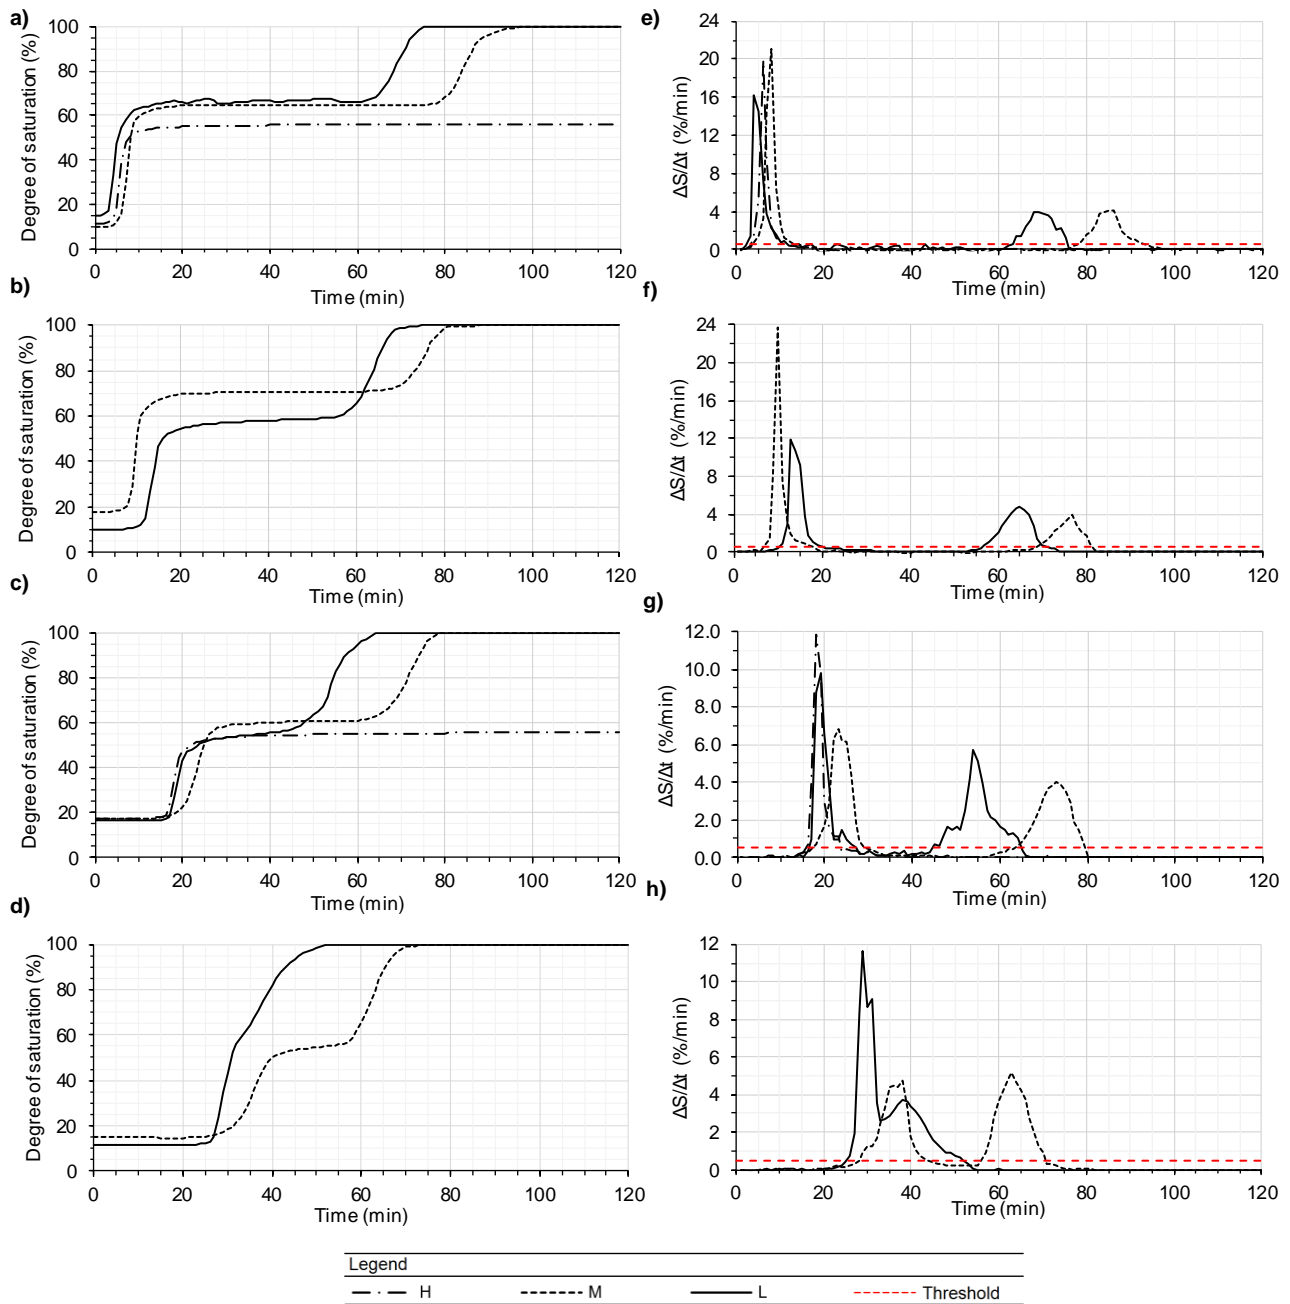 a)
Degree of saturation (%)
100
80
60
40
20
0
0 20 40 60 80 100 120
Time (min)
e)
ΔS/Δt (%/min)
24
20
16
12
8
4
0
0 20 40 60 80 100 120
Time (min)
b)
Degree of saturation (%)
100
80
60
40
20
0
0 20 40 60 80 100 120
Time (min)
f)
ΔS/Δt (%/min)
24
20
16
12
8
4
0
0 20 40 60 80 100 120
Time (min)
c)
Degree of saturation (%)
100
80
60
40
20
0
0 20 40 60 80 100 120
Time (min)
g)
ΔS/Δt (%/min)
12.0
10.0
8.0
6.0
4.0
2.0
0.0
0 20 40 60 80 100 120
Time (min)
d)
Degree of saturation (%)
100
80
60
40
20
0
0 20 40 60 80 100 120
Time (min)
h)
ΔS/Δt (%/min)
12
10
8
6
4
2
0
0 20 40 60 80 100 120
Time (min)
Legend
H M L Threshold